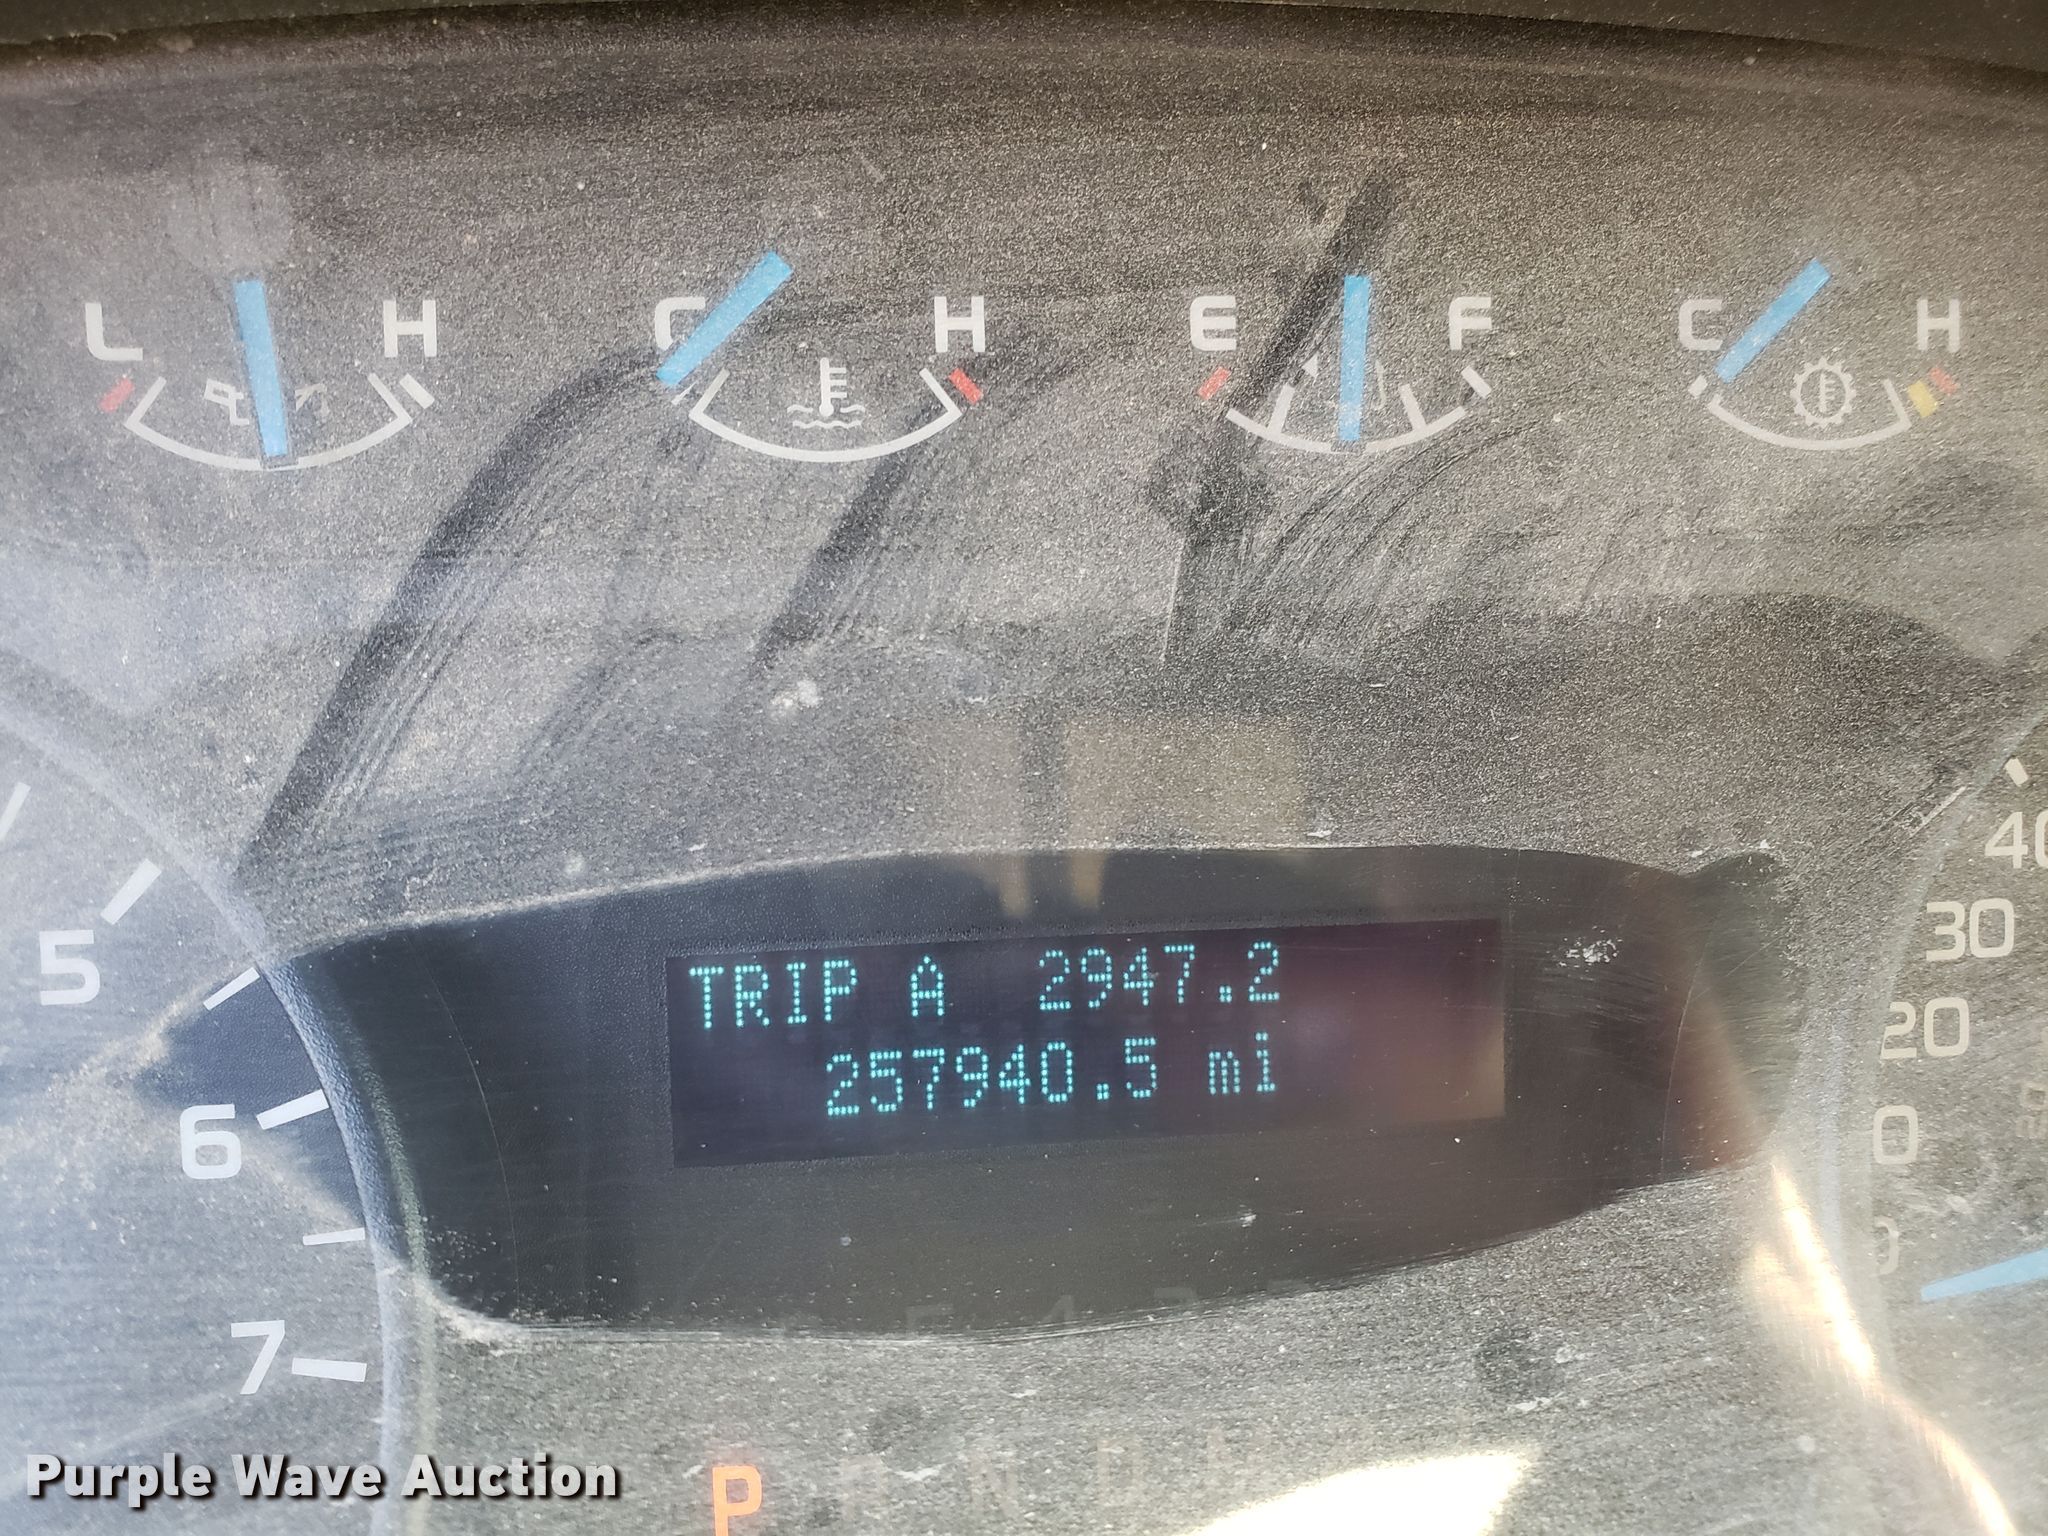 L H C H E F C H
40
5
30
TRIP A 2947.2
20
257940.5 mi
6
0
7
P N D M
Purple Wave Auction